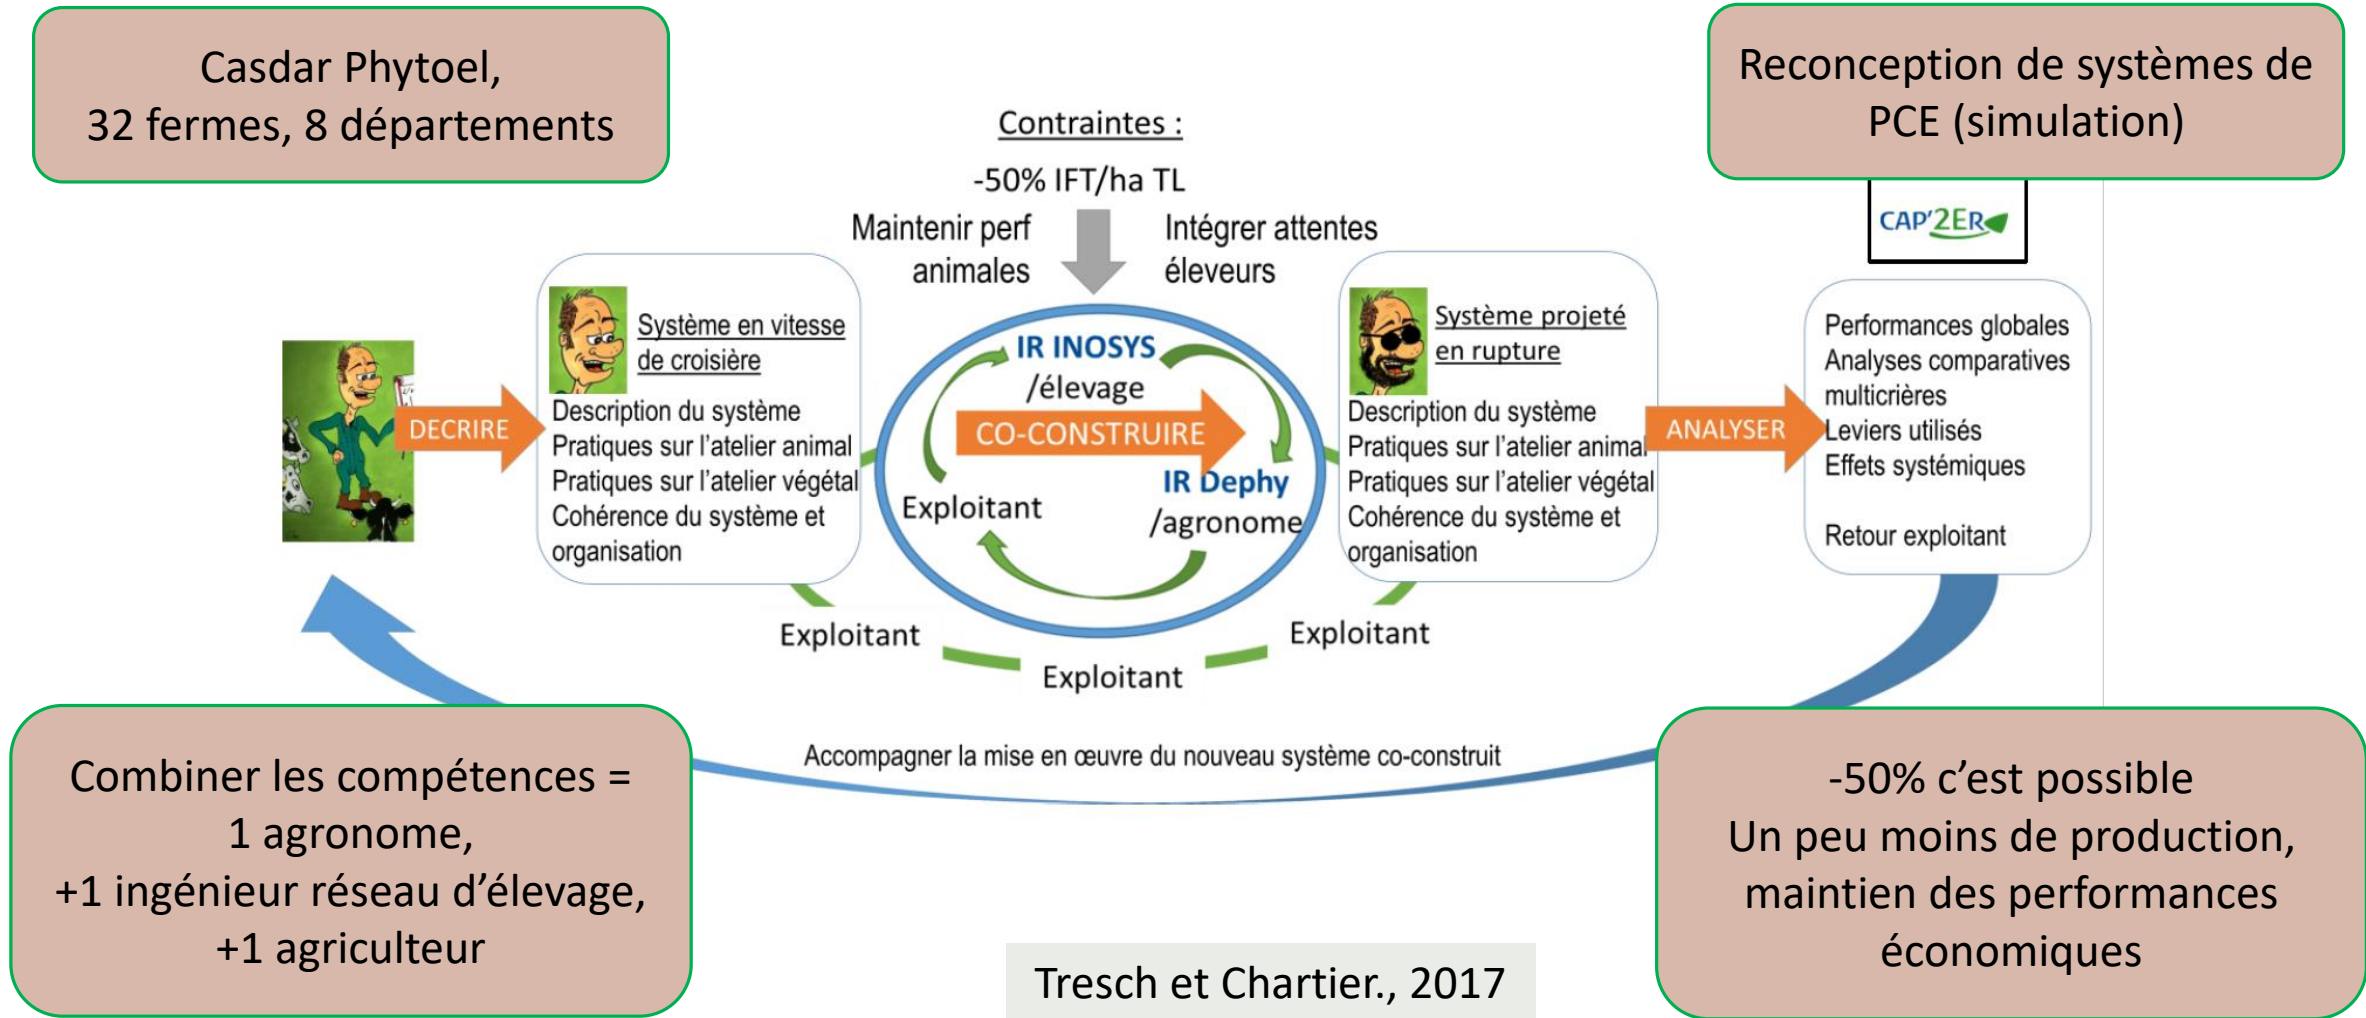 Casdar Phytoel,
32 fermes, 8 départements
Reconception de systèmes de
PCE (simulation)
Contraintes :
-50% IFT/ha TL
Maintenir perf
animales
Intégrer attentes
éleveurs
CAP'2ER
DECRIRE
Système en vitesse
de croisière
Description du système
Pratiques sur l'atelier animal
Pratiques sur l'atelier végétal
Cohérence du système et
organisation
IR INOSYS
/élevage
CO-CONSTRUIRE
IR Dephy
/agronome
Exploitant
Système projeté
en rupture
Description du système
Pratiques sur l'atelier animal
Pratiques sur l'atelier végétal
Cohérence du système et
organisation
ANALYSER
Performances globales
Analyses comparatives
multicrières
Leviers utilisés
Effets systémiques
Retour exploitant
Exploitant
Exploitant
Exploitant
Accompagner la mise en œuvre du nouveau système co-construit
Combiner les compétences =
1 agronome,
+1 ingénieur réseau d'élevage,
+1 agriculteur
-50% c'est possible
Un peu moins de production,
maintien des performances
économiques
Tresch et Chartier., 2017